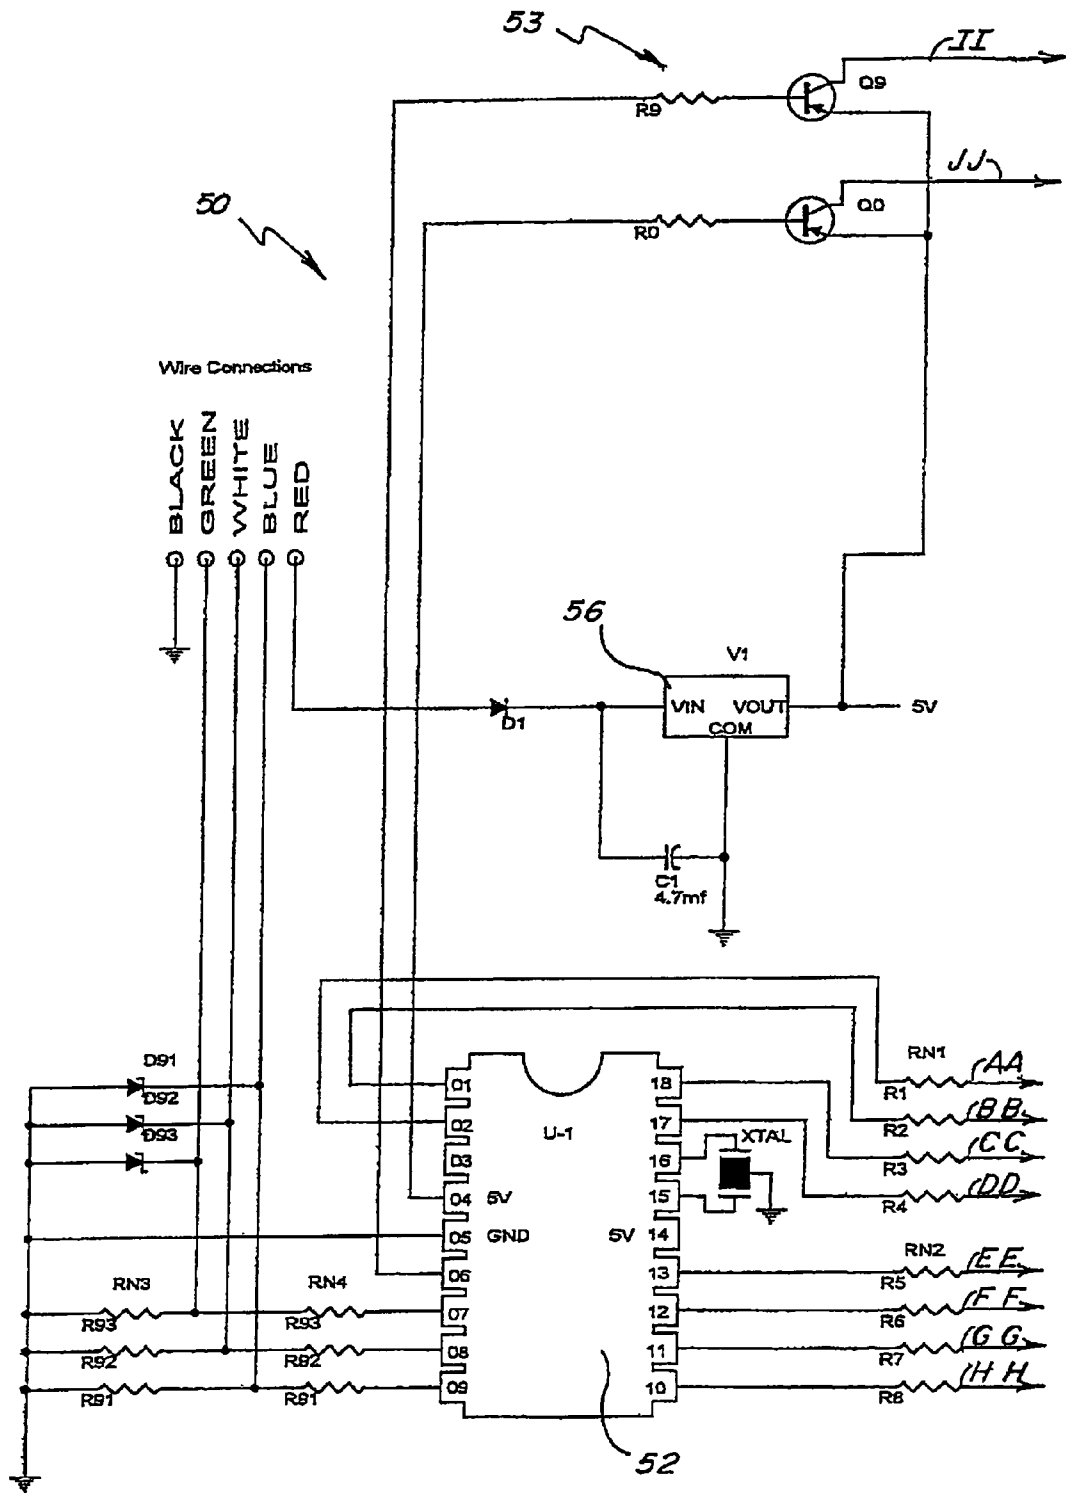 53
II
Q9
R9
JJ
50
Q0
R0
Wire Connections
BLACK
GREEN
WHITE
BLUE
RED
56
V1
VIN VOUT
COM
5V
D1
C1
4.7mf
RN1
AA
R1
BB
R2
CC
R3
DD
R4
RN2
EE
R5
FF
R6
GG
R7
HH
R8
D91
D92
D93
U-1
XTAL
01
02
03
04 5V
05 GND
06
07
08
09
18
17
16
15
5V 14
13
12
11
10
RN3
RN4
R93
R93
R92
R92
R91
R91
52